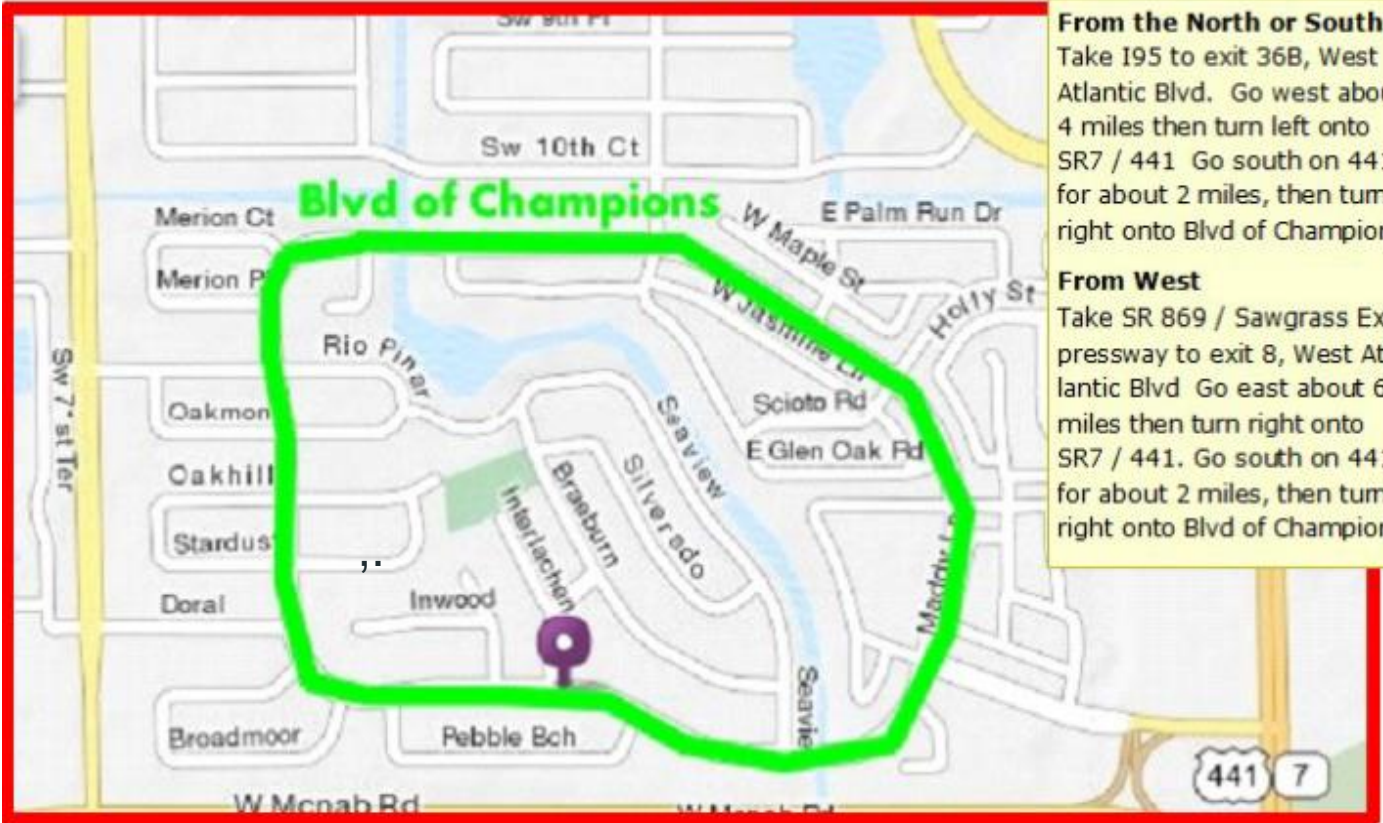 From the North or South
Take I95 to exit 36B, West
Atlantic Blvd. Go west abou
4 miles then turn left onto
SR7 / 441 Go south on 441
for about 2 miles, then turn
right onto Blvd of Champion
From West
Take SR 869 / Sawgrass Ex
pressway to exit 8, West At
lantic Blvd Go east about 6
miles then turn right onto
SR7 / 441. Go south on 441
for about 2 miles, then turn
right onto Blvd of Champion
Sw 9th Pl
Sw 10th Ct
Blvd of Champions
Merion Ct
Merion P
E Palm Run Dr
W Maple St
W Jasmine Ln
Holly St
Rio Pinar
Sw 7'st Ter
Oakmon
Scioto Rd
Seaview
E Glen Oak Rd
Oakhill
Braeburn
Silverado
Interlachen
Stardus
,.
Doral
Inwood
Maddy L
Seavie
Broadmoor
Pebble Bch
441
7
W Mcnab Rd
W Mcnab Rd